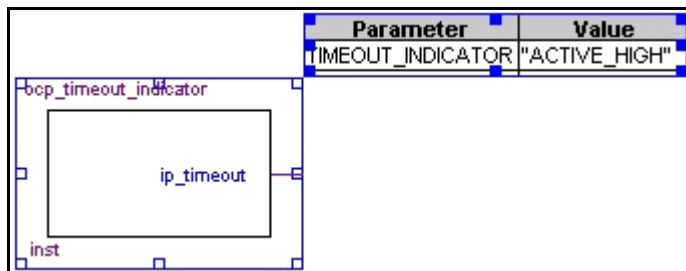 Parameter Value
TIMEOUT_INDICATOR "ACTIVE_HIGH"
ocp_timeout_indicator
ip_timeout
inst